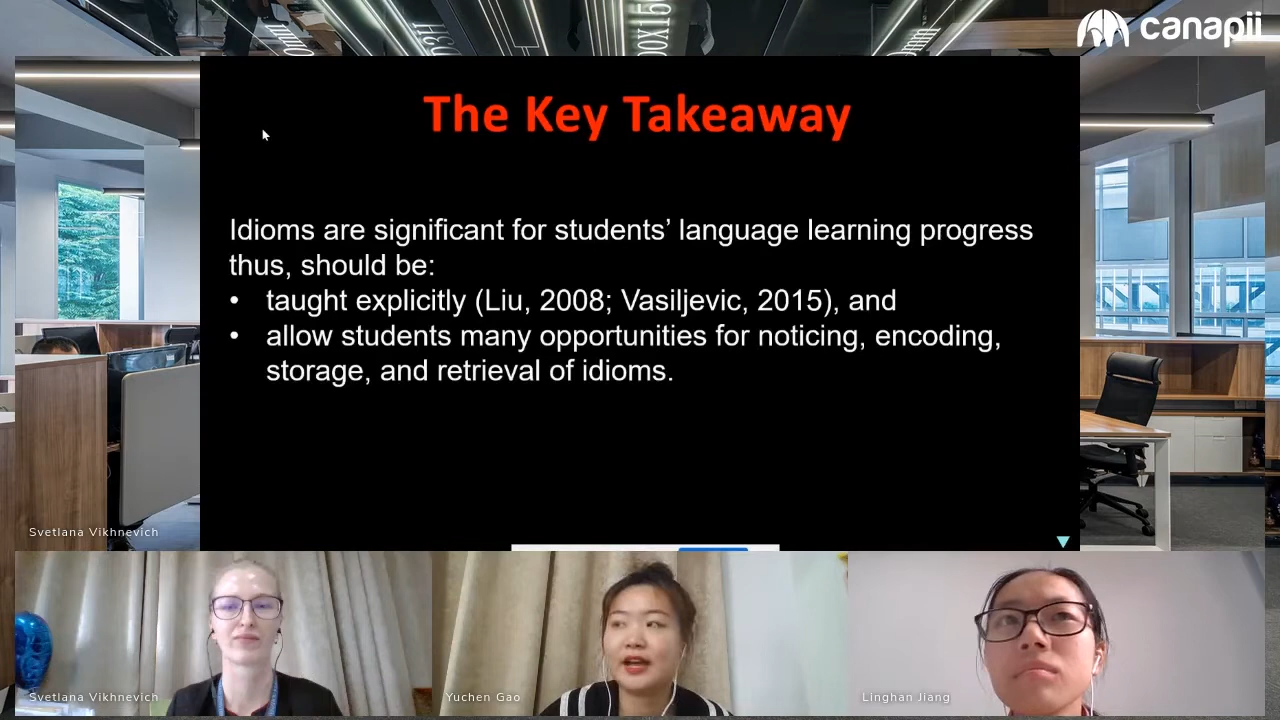 canapii
The Key Takeaway
Idioms are significant for students’ language learning progress
thus, should be:
• taught explicitly (Liu, 2008; Vasiljevic, 2015), and
• allow students many opportunities for noticing, encoding,
storage, and retrieval of idioms.
Svetlana Vikhnevich
Svetlana Vikhnevich
Yuchen Gao
Linghan Jiang